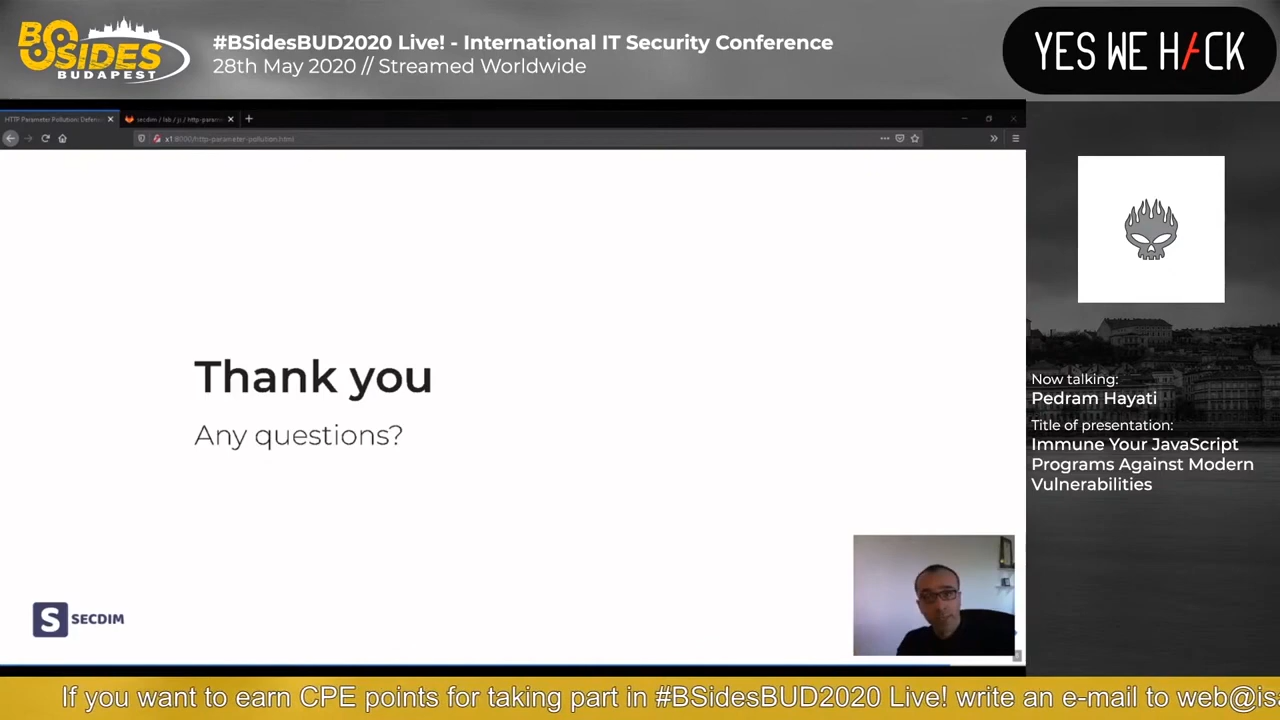 BSIDES
BUDAPEST
#BSidesBUD2020 Live! - International IT Security Conference
28th May 2020 // Streamed Worldwide
YES WE H/CK
HTTP Parameter Pollution: Defens
secdim / lab / js / http-param
x1:8000/http-parameter-pollution.html
Thank you
Any questions?
S SECDIM
Now talking:
Pedram Hayati
Title of presentation:
Immune Your JavaScript
Programs Against Modern
Vulnerabilities
If you want to earn CPE points for taking part in #BSidesBUD2020 Live! write an e-mail to web@isa